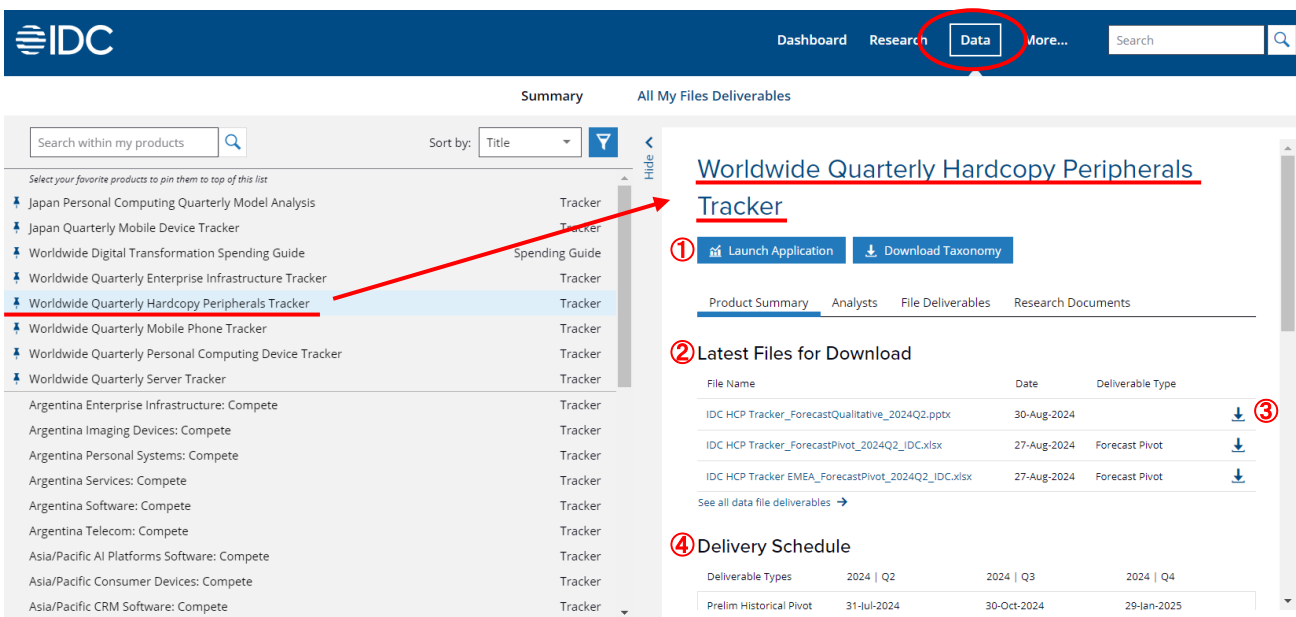 IDC
Dashboard Research Data More... Search
Summary All My Files Deliverables
Search within my products Sort by: Title
Hide
Select your favorite products to pin them to top of this list
Japan Personal Computing Quarterly Model Analysis Tracker
Japan Quarterly Mobile Device Tracker Tracker
Worldwide Digital Transformation Spending Guide Spending Guide
Worldwide Quarterly Enterprise Infrastructure Tracker Tracker
Worldwide Quarterly Hardcopy Peripherals Tracker Tracker
Worldwide Quarterly Mobile Phone Tracker Tracker
Worldwide Quarterly Personal Computing Device Tracker Tracker
Worldwide Quarterly Server Tracker Tracker
Argentina Enterprise Infrastructure: Compete Tracker
Argentina Imaging Devices: Compete Tracker
Argentina Personal Systems: Compete Tracker
Argentina Services: Compete Tracker
Argentina Software: Compete Tracker
Argentina Telecom: Compete Tracker
Asia/Pacific AI Platforms Software: Compete Tracker
Asia/Pacific Consumer Devices: Compete Tracker
Asia/Pacific CRM Software: Compete Tracker
Worldwide Quarterly Hardcopy Peripherals
Tracker
① Launch Application Download Taxonomy
Product Summary Analysts File Deliverables Research Documents
② Latest Files for Download
File Name Date Deliverable Type
IDC HCP Tracker_ForecastQualitative_2024Q2.pptx 30-Aug-2024 ③
IDC HCP Tracker_ForecastPivot_2024Q2_IDC.xlsx 27-Aug-2024 Forecast Pivot
IDC HCP Tracker EMEA_ForecastPivot_2024Q2_IDC.xlsx 27-Aug-2024 Forecast Pivot
See all data file deliverables →
④ Delivery Schedule
Deliverable Types 2024 | Q2 2024 | Q3 2024 | Q4
Prelim Historical Pivot 31-Jul-2024 30-Oct-2024 29-Jan-2025